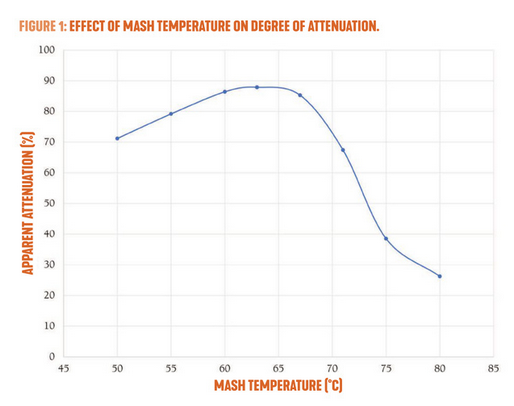 FIGURE 1: EFFECT OF MASH TEMPERATURE ON DEGREE OF ATTENUATION.
100
90
80
70
60
50
40
30
20
10
0
APPARENT ATTENUATION (%)
45 50 55 60 65 70 75 80 85
MASH TEMPERATURE (°C)